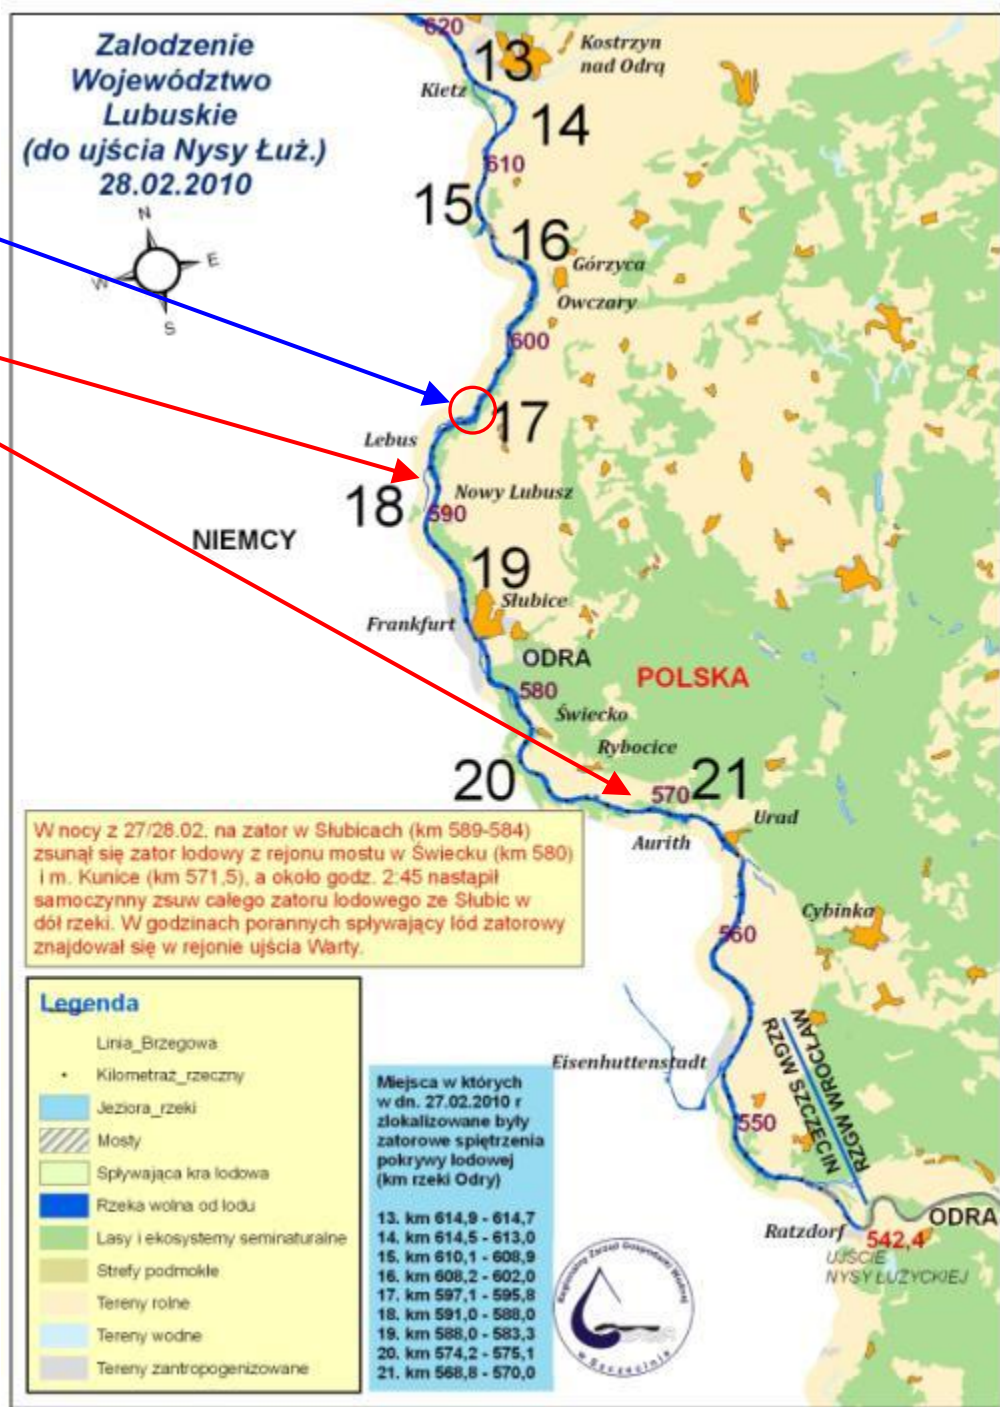 Zalodzenie
Województwo
Lubuskie
(do ujścia Nysy Łuż.)
28.02.2010
N
E
W
S
620
13
Kostrzyn
nad Odrą
Kietz
14
610
15
16
Górzyca
Owczary
600
17
Lebus
18
Nowy Lubusz
590
NIEMCY
19
Słubice
Frankfurt
ODRA
POLSKA
580
Świecko
Rybocice
20
570
21
Urad
Aurith
W nocy z 27/28.02. na zator w Słubicach (km 589-584)
zsunął się zator lodowy z rejonu mostu w Świecku (km 580)
i m. Kunice (km 571,5), a około godz. 2:45 nastąpił
samoczynny zsuw całego zatoru lodowego ze Słubic w
dół rzeki. W godzinach porannych spływający lód zatorowy
znajdował się w rejonie ujścia Warty.
Cybinka
560
Legenda
Linia_Brzegowa
Kilometraż_rzeczny
Jeziora_rzeki
Mosty
Spływająca kra lodowa
Rzeka wolna od lodu
Lasy i ekosystemy seminaturalne
Strefy podmokłe
Tereny rolne
Tereny wodne
Tereny zantropogenizowane
Eisenhuttenstadt
RZGW SZCZECIN
RZGW WROCŁAW
550
Miejsca w których
w dn. 27.02.2010 r
zlokalizowane były
zatorowe spiętrzenia
pokrywy lodowej
(km rzeki Odry)
13. km 614,9 - 614,7
14. km 614,5 - 613,0
15. km 610,1 - 608,9
16. km 608,2 - 602,0
17. km 597,1 - 595,8
18. km 591,0 - 588,0
19. km 588,0 - 583,3
20. km 574,2 - 575,1
21. km 568,8 - 570,0
Regionalny Zarząd Gospodarki Wodnej
w Szczecinie
Ratzdorf
ODRA
542,4
UJŚCIE
NYSY ŁUŻYCKIEJ